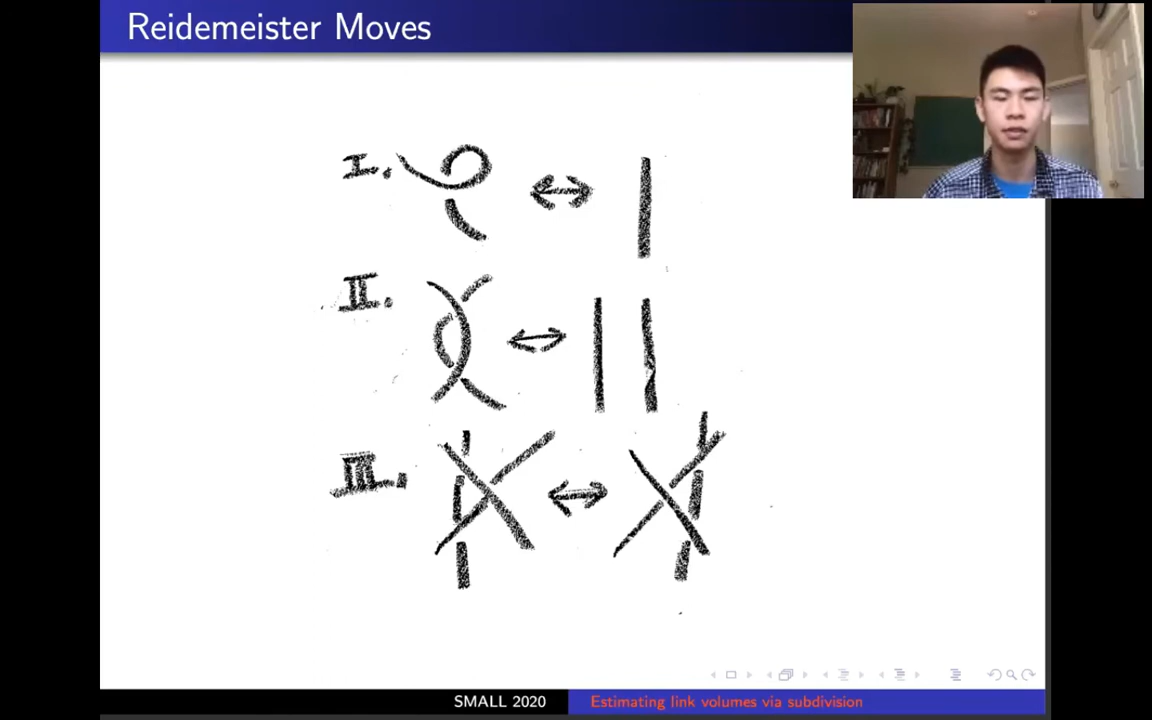 Reidemeister Moves
I.
II.
III.
SMALL 2020
Estimating link volumes via subdivision